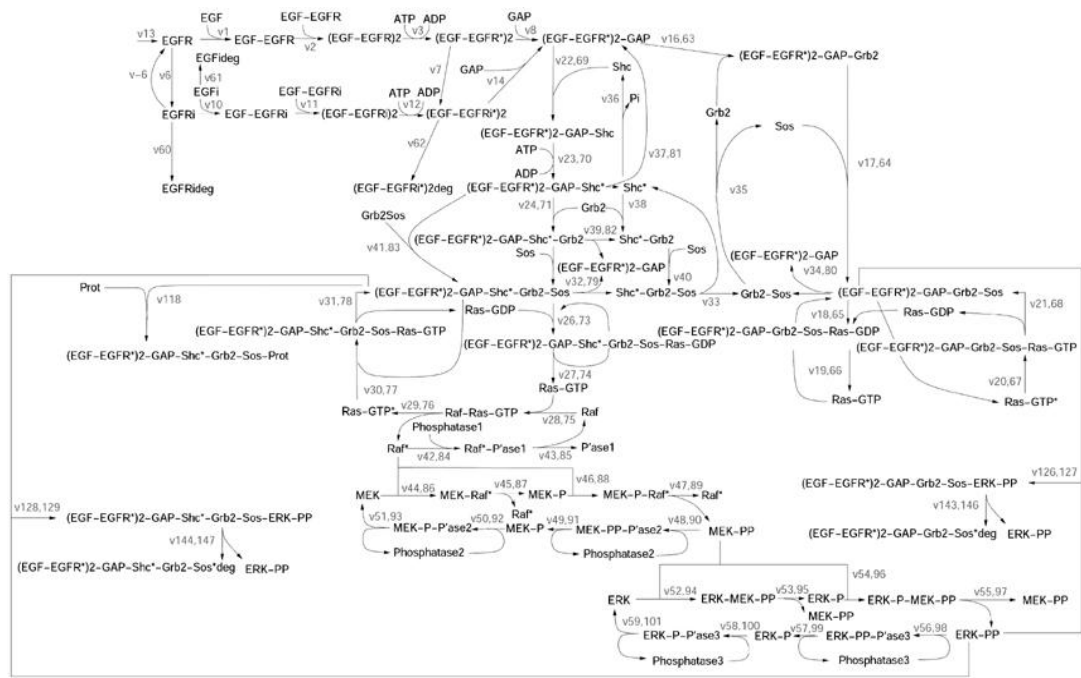 EGF EGF-EGFR ATP ADP GAP
v13 v1 v2 v3 v8
EGFR EGF-EGFR (EGF-EGFR)2 (EGF-EGFR*)2 (EGF-EGFR*)2-GAP v16,63
(EGF-EGFR*)2-GAP-Grb2
EGFideg v22,69 Shc
v-6 v6 v61 v7 GAP v14
EGFi EGF-EGFRi ATP ADP v36 Pi
v10 v11 v12 Grb2
EGFRi EGF-EGFRi (EGF-EGFRi)2 (EGF-EGFRi*)2 Sos
(EGF-EGFR*)2-GAP-Shc
v60 v62 ATP v23,70 v37,81 v17,64
ADP v35
EGFRideg (EGF-EGFRi*)2deg (EGF-EGFR*)2-GAP-Shc* Shc*
v24,71 Grb2 v38
Grb2Sos
v41,83 (EGF-EGFR*)2-GAP-Shc*-Grb2 v39,82 Shc*-Grb2 Sos
Sos (EGF-EGFR*)2-GAP (EGF-EGFR*)2-GAP
v32,79 v40 v34,80
Prot v118 v31,78 (EGF-EGFR*)2-GAP-Shc*-Grb2-Sos Shc*-Grb2-Sos v33 Grb2-Sos (EGF-EGFR*)2-GAP-Grb2-Sos
Ras-GDP v26,73 v18,65 Ras-GDP v21,68
(EGF-EGFR*)2-GAP-Shc*-Grb2-Sos-Ras-GTP (EGF-EGFR*)2-GAP-Grb2-Sos-Ras-GDP
(EGF-EGFR*)2-GAP-Shc*-Grb2-Sos-Ras-GDP (EGF-EGFR*)2-GAP-Grb2-Sos-Ras-GTP
(EGF-EGFR*)2-GAP-Shc*-Grb2-Sos-Prot
v30,77 v27,74 v19,66 v20,67
Ras-GTP Ras-GTP Ras-GTP*
Ras-GTP* v29,76 Raf-Ras-GTP v28,75 Raf
Phosphatase1
Raf* v42,84 Raf*-P'ase1 v43,85 P'ase1
v126,127
MEK v44,86 MEK-Raf* v45,87 MEK-P v46,88 MEK-P-Raf* v47,89 Raf*
(EGF-EGFR*)2-GAP-Grb2-Sos-ERK-PP
Raf* v143,146
v128,129 (EGF-EGFR*)2-GAP-Shc*-Grb2-Sos-ERK-PP
v51,93 MEK-P-P'ase2 v50,92 MEK-P v49,91 MEK-PP-P'ase2 v48,90 MEK-PP
(EGF-EGFR*)2-GAP-Grb2-Sos*deg ERK-PP
v144,147 Phosphatase2 Phosphatase2
(EGF-EGFR*)2-GAP-Shc*-Grb2-Sos*deg ERK-PP
v54,96
ERK v52,94 ERK-MEK-PP v53,95 ERK-P ERK-P-MEK-PP v55,97 MEK-PP
MEK-PP
v59,101 ERK-P-P'ase3 v58,100 ERK-P v57,99 ERK-PP-P'ase3 v56,98 ERK-PP
Phosphatase3 Phosphatase3